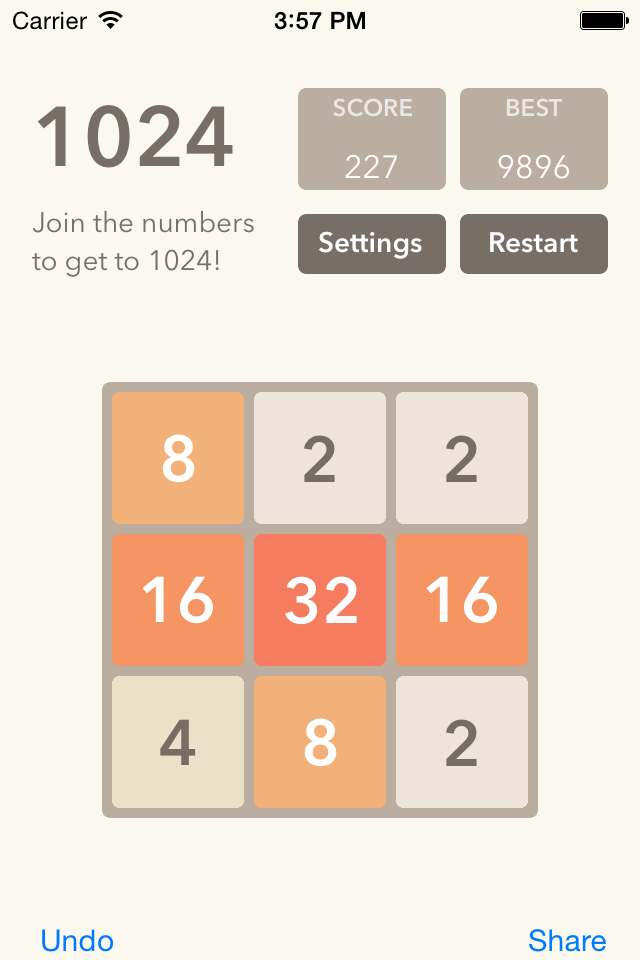 Carrier 3:57 PM
1024
SCORE BEST
227 9896
Join the numbers
to get to 1024!
Settings Restart
8 2 2
16 32 16
4 8 2
Undo Share